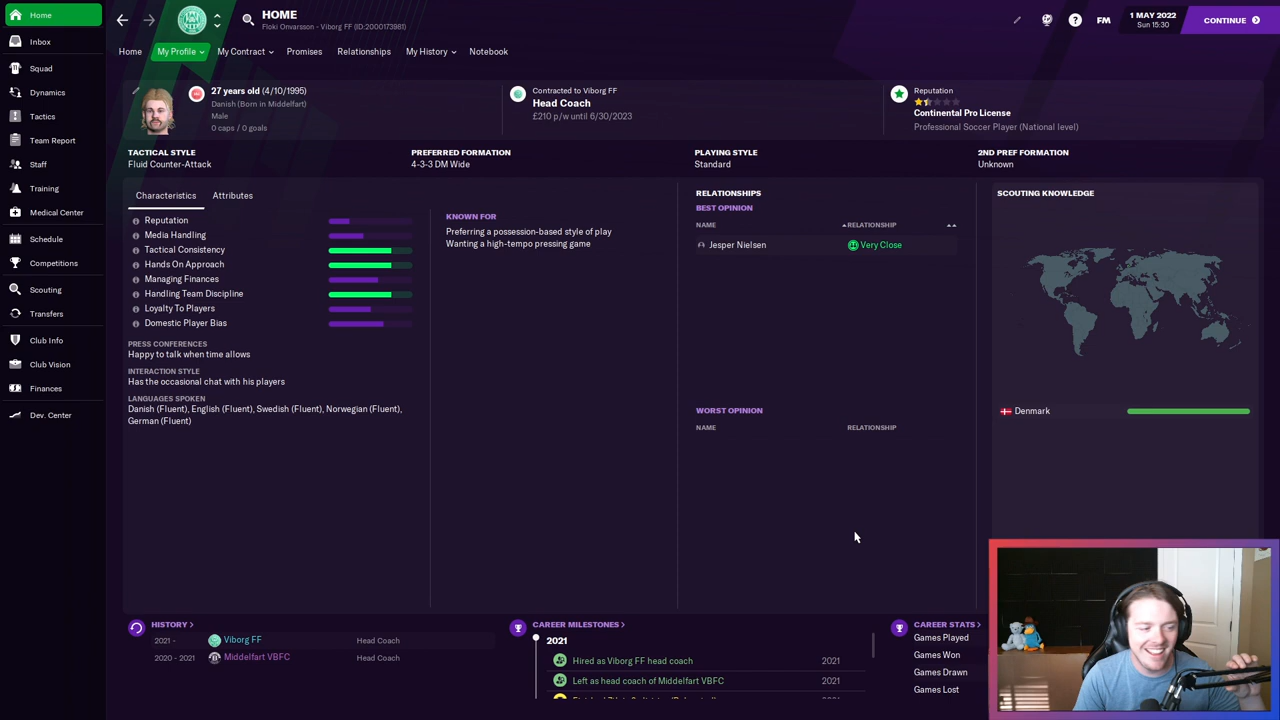 Home
HOME
Floki Onvarsson - Viborg FF (ID:2000173981)
FM
1 MAY 2022
Sun 15:30
CONTINUE
Inbox
Squad
Dynamics
Tactics
Team Report
Staff
Training
Medical Center
Schedule
Competitions
Scouting
Transfers
Club Info
Club Vision
Finances
Dev. Center
Home
My Profile
My Contract
Promises
Relationships
My History
Notebook
27 years old (4/10/1995)
Danish (Born in Middelfart)
Male
0 caps / 0 goals
Contracted to Viborg FF
Head Coach
£210 p/w until 6/30/2023
Reputation
Continental Pro License
Professional Soccer Player (National level)
TACTICAL STYLE
Fluid Counter-Attack
PREFERRED FORMATION
4-3-3 DM Wide
PLAYING STYLE
Standard
2ND PREF FORMATION
Unknown
Characteristics
Attributes
Reputation
Media Handling
Tactical Consistency
Hands On Approach
Managing Finances
Handling Team Discipline
Loyalty To Players
Domestic Player Bias
PRESS CONFERENCES
Happy to talk when time allows
INTERACTION STYLE
Has the occasional chat with his players
LANGUAGES SPOKEN
Danish (Fluent), English (Fluent), Swedish (Fluent), Norwegian (Fluent),
German (Fluent)
KNOWN FOR
Preferring a possession-based style of play
Wanting a high-tempo pressing game
RELATIONSHIPS
BEST OPINION
NAME
RELATIONSHIP
Jesper Nielsen
Very Close
WORST OPINION
NAME
RELATIONSHIP
SCOUTING KNOWLEDGE
Denmark
HISTORY >
2021 -
Viborg FF
Head Coach
2020 - 2021
Middelfart VBFC
Head Coach
CAREER MILESTONES >
2021
Hired as Viborg FF head coach
2021
Left as head coach of Middelfart VBFC
2021
CAREER STATS >
Games Played
Games Won
Games Drawn
Games Lost